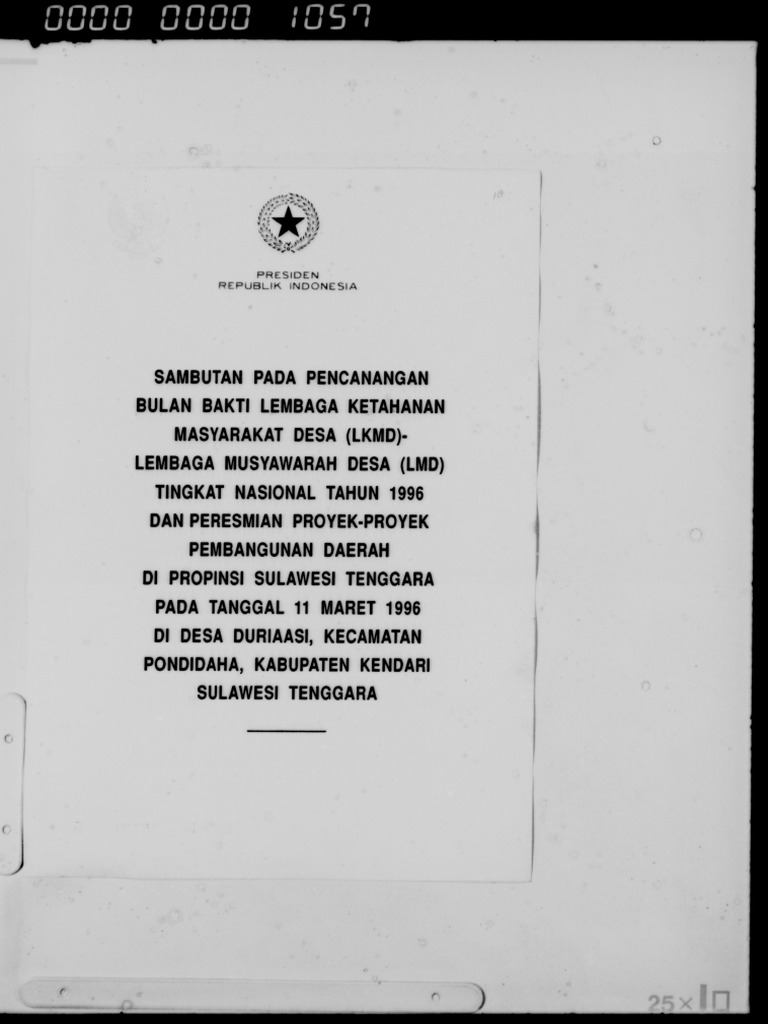 0000 0000 1057
PRESIDEN
REPUBLIK INDONESIA
SAMBUTAN PADA PENCANANGAN
BULAN BAKTI LEMBAGA KETAHANAN
MASYARAKAT DESA (LKMD)-
LEMBAGA MUSYAWARAH DESA (LMD)
TINGKAT NASIONAL TAHUN 1996
DAN PERESMIAN PROYEK-PROYEK
PEMBANGUNAN DAERAH
DI PROPINSI SULAWESI TENGGARA
PADA TANGGAL 11 MARET 1996
DI DESA DURIAASI, KECAMATAN
PONDIDAHA, KABUPATEN KENDARI
SULAWESI TENGGARA
25×